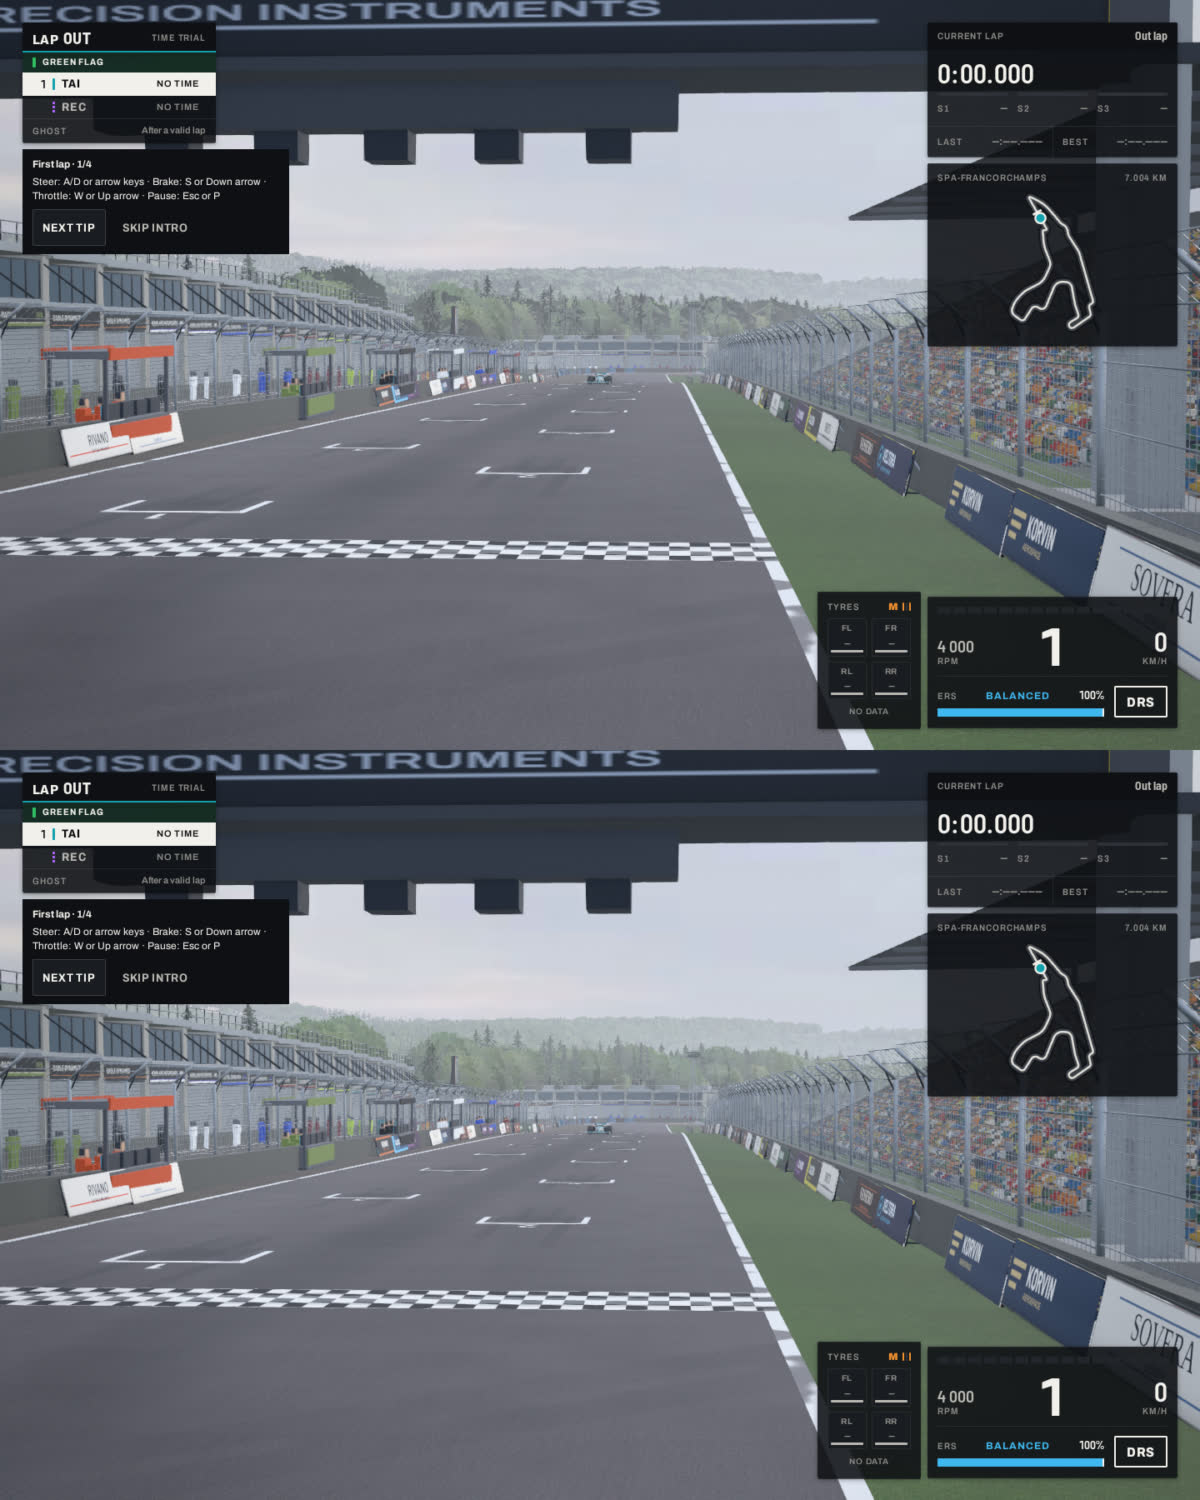 RECISION INSTRUMENTS
LAP OUT TIME TRIAL
GREEN FLAG
1 TAI NO TIME
REC NO TIME
GHOST After a valid lap
First lap · 1/4
Steer: A/D or arrow keys · Brake: S or Down arrow ·
Throttle: W or Up arrow · Pause: Esc or P
NEXT TIP SKIP INTRO
CURRENT LAP Out lap
0:00.000
S1 — S2 — S3 —
LAST —:——.——— BEST —:——.———
SPA-FRANCORCHAMPS 7.004 KM
RIVANO
KORVIN
KORVIN
SOVERA
TYRES M
FL FR
— —
RL RR
— —
NO DATA
4 000 RPM
1
0 KM/H
ERS BALANCED 100%
DRS
RECISION INSTRUMENTS
LAP OUT TIME TRIAL
GREEN FLAG
1 TAI NO TIME
REC NO TIME
GHOST After a valid lap
First lap · 1/4
Steer: A/D or arrow keys · Brake: S or Down arrow ·
Throttle: W or Up arrow · Pause: Esc or P
NEXT TIP SKIP INTRO
CURRENT LAP Out lap
0:00.000
S1 — S2 — S3 —
LAST —:——.——— BEST —:——.———
SPA-FRANCORCHAMPS 7.004 KM
RIVANO
KORVIN
KORVIN
SOVERA
TYRES M
FL FR
— —
RL RR
— —
NO DATA
4 000 RPM
1
0 KM/H
ERS BALANCED 100%
DRS